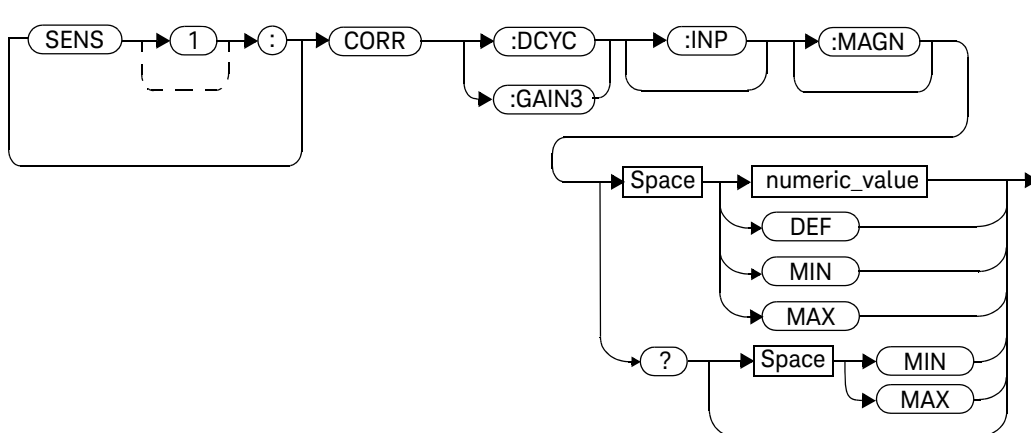 SENS 1 : CORR :DCYC :INP :MAGN
:GAIN3
Space numeric_value
DEF
MIN
MAX
? Space MIN
MAX